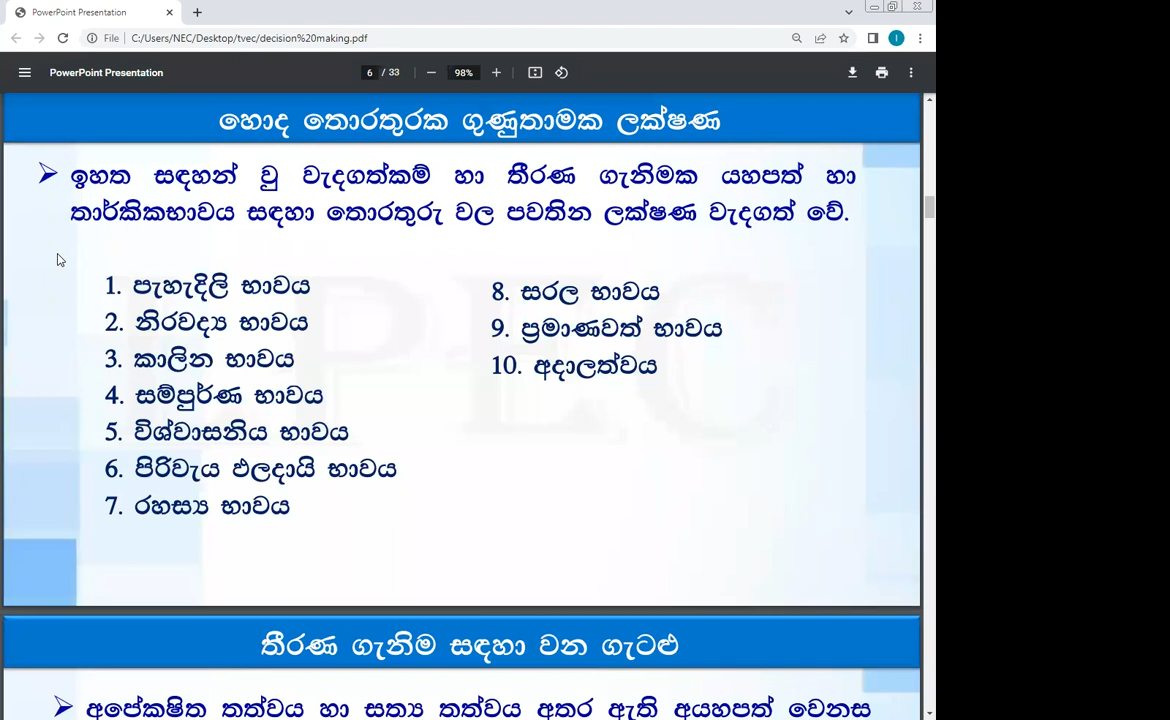 PowerPoint Presentation
File C:/Users/NEC/Desktop/tvec/decision%20making.pdf
PowerPoint Presentation 6 / 33 98%
හොද තොරතුරක ගුණුතාමක ලක්ෂණ
ඉහත සඳහන් වු වැදගත්කම් හා තීරණ ගැනිමක යහපත් හා
තාර්කිකභාවය සඳහා තොරතුරු වල පවතින ලක්ෂණ වැදගත් වේ.
1. පැහැදිලි භාවය
2. නිරවද්‍ය භාවය
3. කාලින භාවය
4. සම්පුර්ණ භාවය
5. විශ්වාසනිය භාවය
6. පිරිවැය ඵලදායි භාවය
7. රහස්‍ය භාවය
8. සරල භාවය
9. ප්‍රමාණවත් භාවය
10. අදාලත්වය
තීරණ ගැනිම සඳහා වන ගැටළු
අපේක්ෂිත තත්වය හා සත්‍ය තත්වය අතර ඇති අයහපත් වෙනස